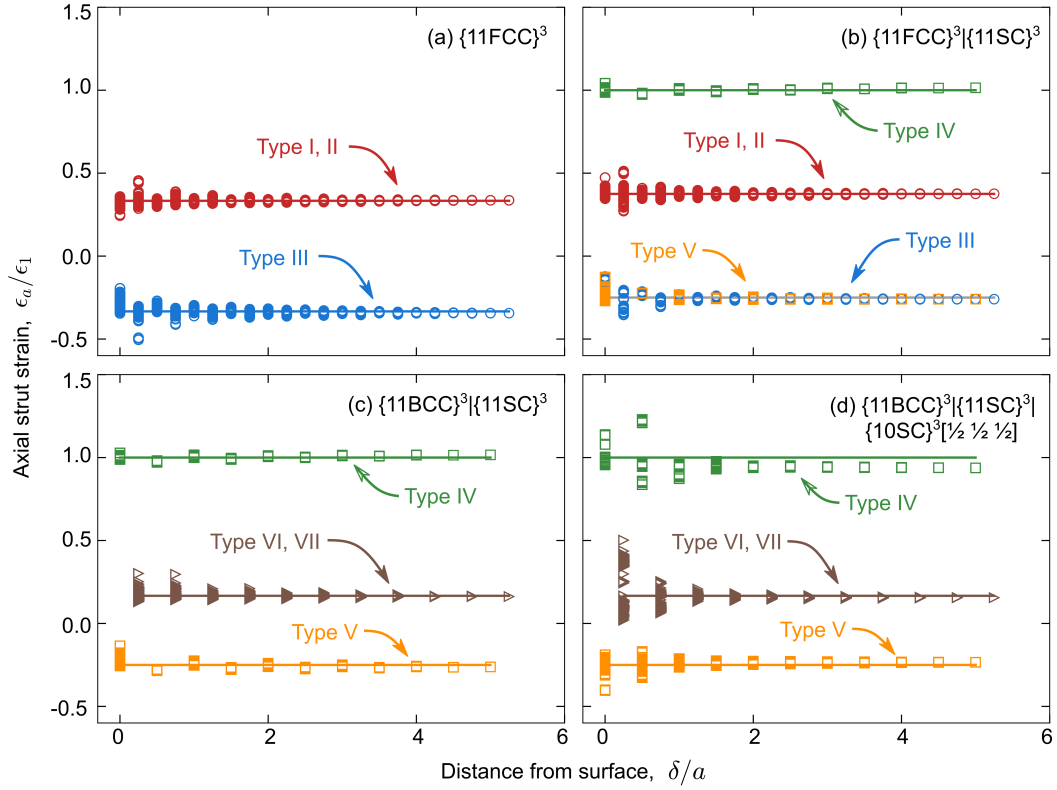 (a) {11FCC}³
(b) {11FCC}³|{11SC}³
1.5
1.0
0.5
0.0
-0.5
Type I, II
Type III
Type IV
Type I, II
Type V
Type III
Axial strut strain, ϵₐ/ϵ₁
(c) {11BCC}³|{11SC}³
(d) {11BCC}³|{11SC}³|
{10SC}³[½ ½ ½]
1.5
1.0
0.5
0.0
-0.5
Type IV
Type VI, VII
Type V
Type IV
Type VI, VII
Type V
0 2 4 6
0 2 4 6
Distance from surface, δ/a